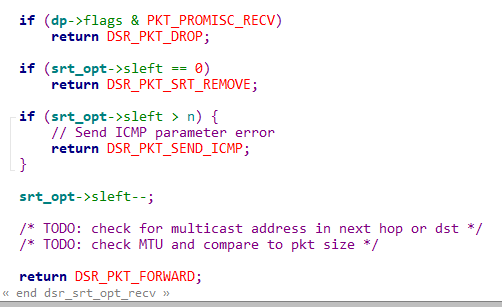 if (dp->flags & PKT_PROMISC_RECV)
return DSR_PKT_DROP;
if (srt_opt->sleft == 0)
return DSR_PKT_SRT_REMOVE;
if (srt_opt->sleft > n) {
// Send ICMP parameter error
return DSR_PKT_SEND_ICMP;
}
srt_opt->sleft--;
/* TODO: check for multicast address in next hop or dst */
/* TODO: check MTU and compare to pkt size */
return DSR_PKT_FORWARD;
« end dsr_srt_opt_recv »